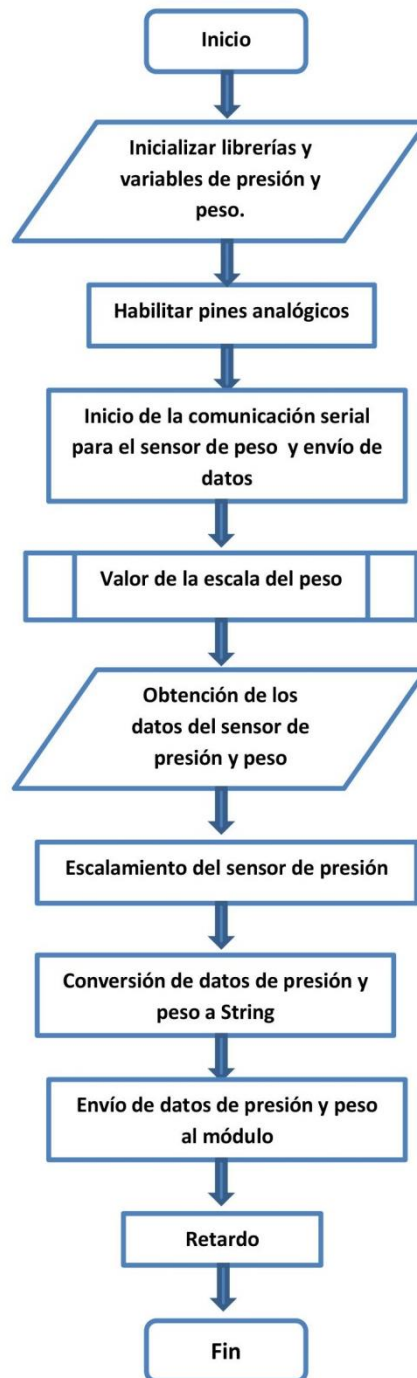 Inicio
Inicializar librerías y
variables de presión y
peso.
Habilitar pines analógicos
Inicio de la comunicación serial
para el sensor de peso y envío de
datos
Valor de la escala del peso
Obtención de los
datos del sensor de
presión y peso
Escalamiento del sensor de presión
Conversión de datos de presión y
peso a String
Envío de datos de presión y peso
al módulo
Retardo
Fin